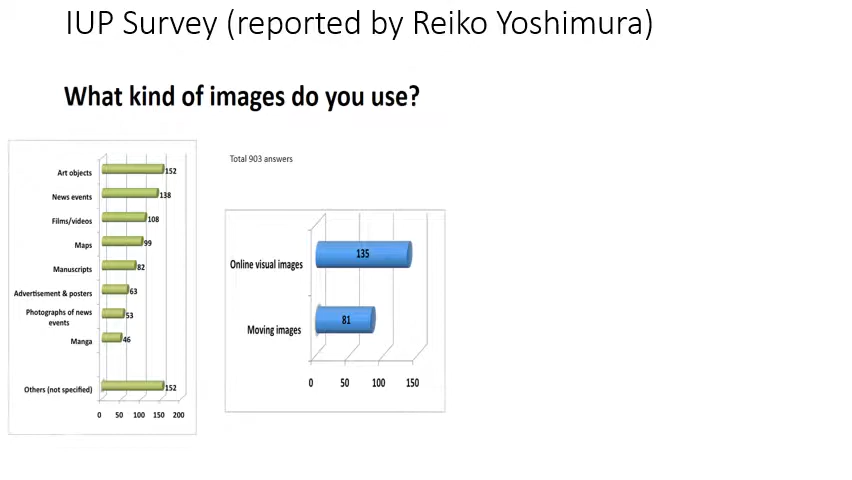 IUP Survey (reported by Reiko Yoshimura)
What kind of images do you use?
Total 903 answers
Art objects 152
News events 138
Films/videos 108
Maps 99
Manuscripts 82
Advertisement & posters 63
Photographs of news
events 53
Manga 46
Others (not specified) 152
0 50 100 150 200
Online visual images 135
Moving images 81
0 50 100 150